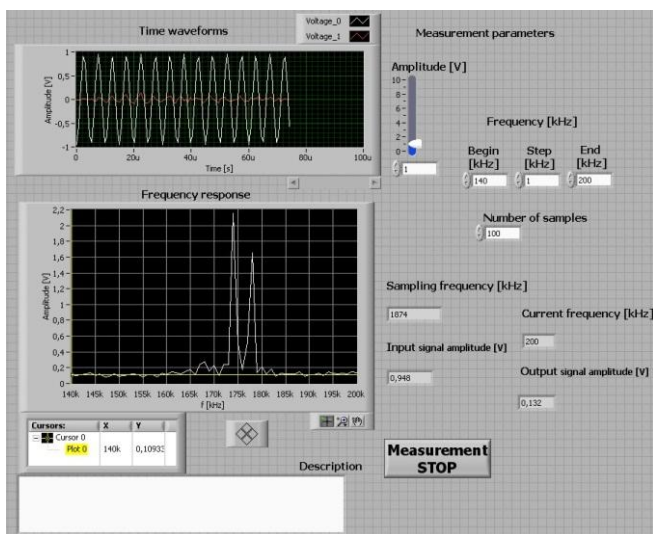 Time waveforms
Voltage_0
Voltage_1
Amplitude [V]
1
0,5
0
-0,5
-1
0 20u 40u 60u 80u 100u
Time [s]
Frequency response
Amplitude [V]
2,2
2
1,8
1,6
1,4
1,2
1
0,8
0,6
0,4
0,2
0
140k 145k 150k 155k 160k 165k 170k 175k 180k 185k 190k 195k 200k
f [kHz]
Cursors: X Y
Cursor 0
Plot 0 140k 0,10933
Description
Measurement parameters
Amplitude [V]
10
8
6
4
2
0
1
Frequency [kHz]
Begin [kHz]
140
Step [kHz]
1
End [kHz]
200
Number of samples
100
Sampling frequency [kHz]
1874
Current frequency [kHz]
200
Input signal amplitude [V]
0,948
Output signal amplitude [V]
0,132
Measurement
STOP